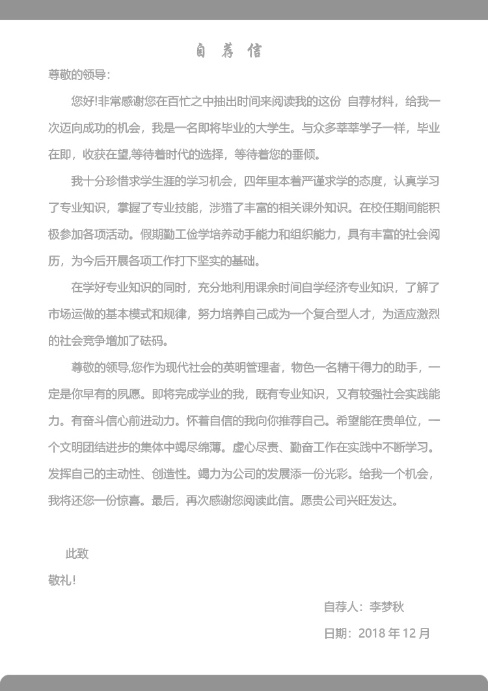 自 荐 信
尊敬的领导：
您好!非常感谢您在百忙之中抽出时间来阅读我的这份 自荐材料，给我一
次迈向成功的机会，我是一名即将毕业的大学生。与众多莘莘学子一样，毕业
在即，收获在望,等待着时代的选择，等待着您的垂倾。
我十分珍惜求学生涯的学习机会，四年里本着严谨求学的态度，认真学习
了专业知识，掌握了专业技能，涉猎了丰富的相关课外知识。在校任期间能积
极参加各项活动。假期勤工俭学培养动手能力和组织能力，具有丰富的社会阅
历，为今后开展各项工作打下坚实的基础。
在学好专业知识的同时，充分地利用课余时间自学经济专业知识，了解了
市场运做的基本模式和规律，努力培养自己成为一个复合型人才，为适应激烈
的社会竞争增加了砝码。
尊敬的领导,您作为现代社会的英明管理者，物色一名精干得力的助手，一
定是你早有的夙愿。即将完成学业的我，既有专业知识，又有较强社会实践能
力。有奋斗信心前进动力。怀着自信的我向你推荐自己。希望能在贵单位，一
个文明团结进步的集体中竭尽绵薄。虚心尽责、勤奋工作在实践中不断学习。
发挥自己的主动性、创造性。竭力为公司的发展添一份光彩。给我一个机会，
我将还您一份惊喜。最后，再次感谢您阅读此信。愿贵公司兴旺发达。
此致
敬礼！
自荐人：李梦秋
日期：2018 年 12 月